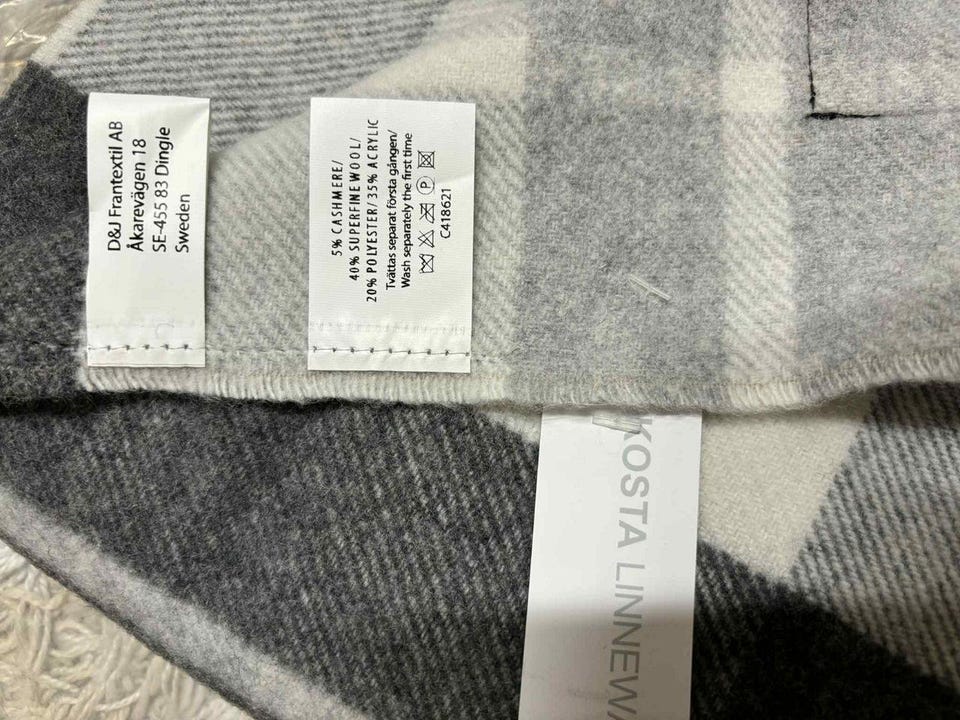 D&J Frantextil AB
Åkarevägen 18
SE-455 83 Dingle
Sweden
5% CASHMERE/
40% SUPERFINE WOOL/
20% POLYESTER/ 35% ACRYLIC
Tvättas separat första gången/
Wash separately the first time
P
C418621
KOSTA LINNEWÄ